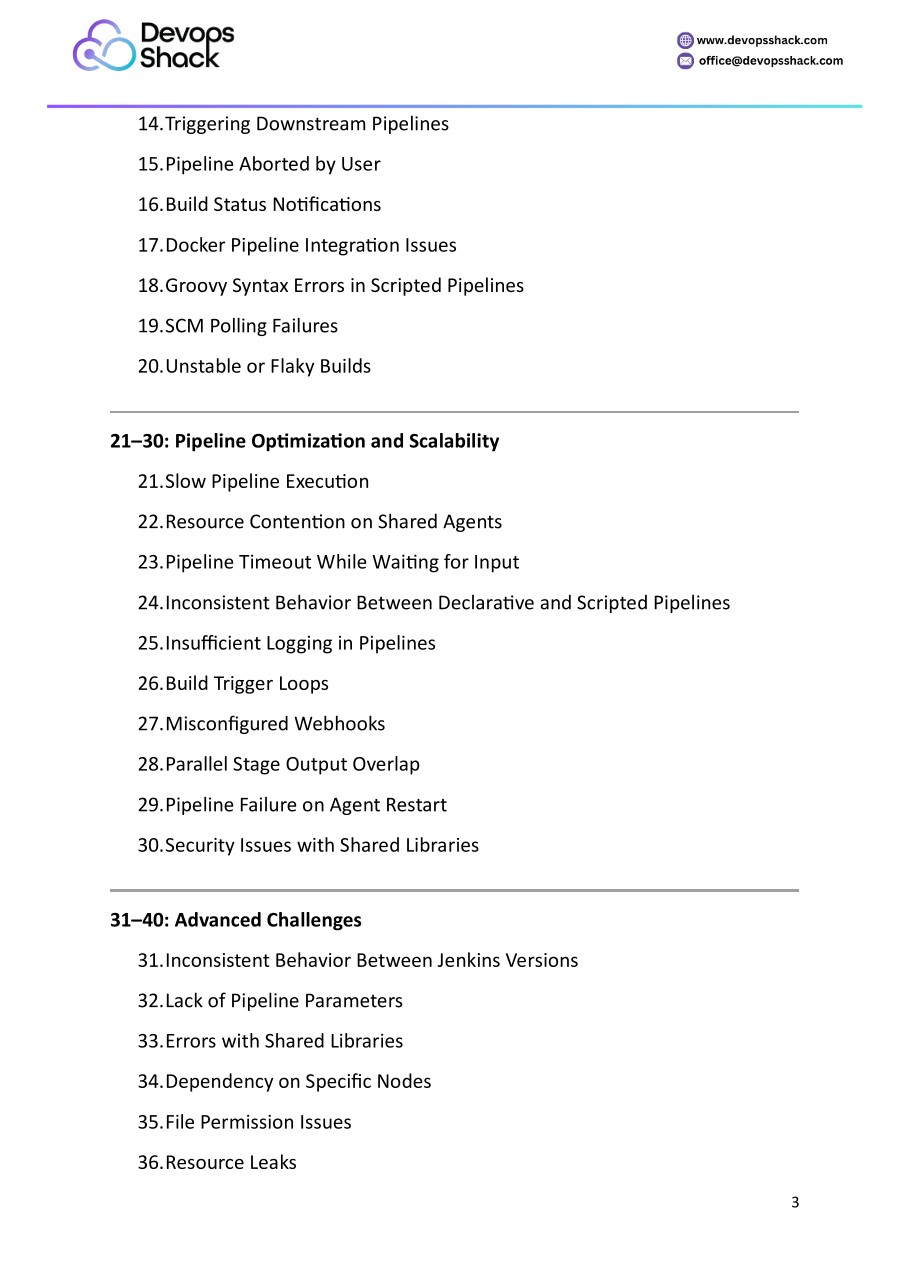 Devops
Shack
www.devopsshack.com
office@devopsshack.com
14.Triggering Downstream Pipelines
15.Pipeline Aborted by User
16.Build Status Notifications
17.Docker Pipeline Integration Issues
18.Groovy Syntax Errors in Scripted Pipelines
19.SCM Polling Failures
20.Unstable or Flaky Builds
21–30: Pipeline Optimization and Scalability
21.Slow Pipeline Execution
22.Resource Contention on Shared Agents
23.Pipeline Timeout While Waiting for Input
24.Inconsistent Behavior Between Declarative and Scripted Pipelines
25.Insufficient Logging in Pipelines
26.Build Trigger Loops
27.Misconfigured Webhooks
28.Parallel Stage Output Overlap
29.Pipeline Failure on Agent Restart
30.Security Issues with Shared Libraries
31–40: Advanced Challenges
31.Inconsistent Behavior Between Jenkins Versions
32.Lack of Pipeline Parameters
33.Errors with Shared Libraries
34.Dependency on Specific Nodes
35.File Permission Issues
36.Resource Leaks
3